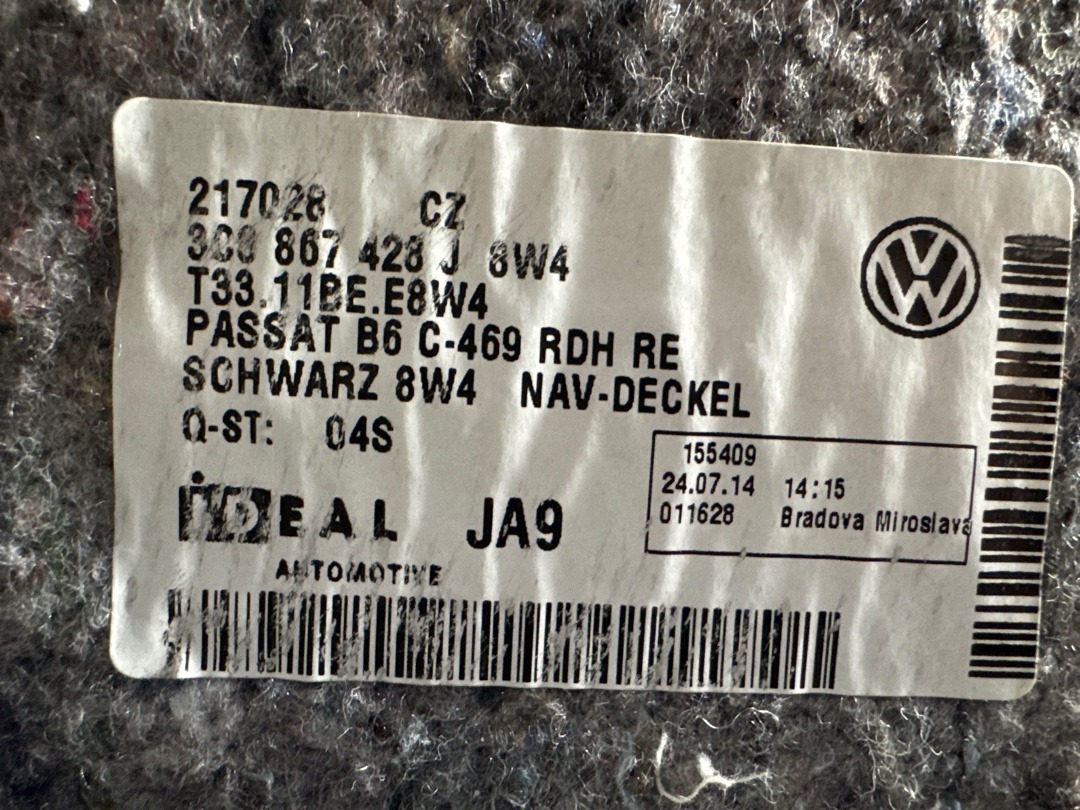 217028 CZ
3C8 867 428 J 8W4
T33.11BE.E8W4
PASSAT B6 C-469 RDH RE
SCHWARZ 8W4 NAV-DECKEL
Q-ST: 04S
155409
24.07.14 14:15
011628 Bradova Miroslava
iDEAL JA9
AUTOMOTIVE